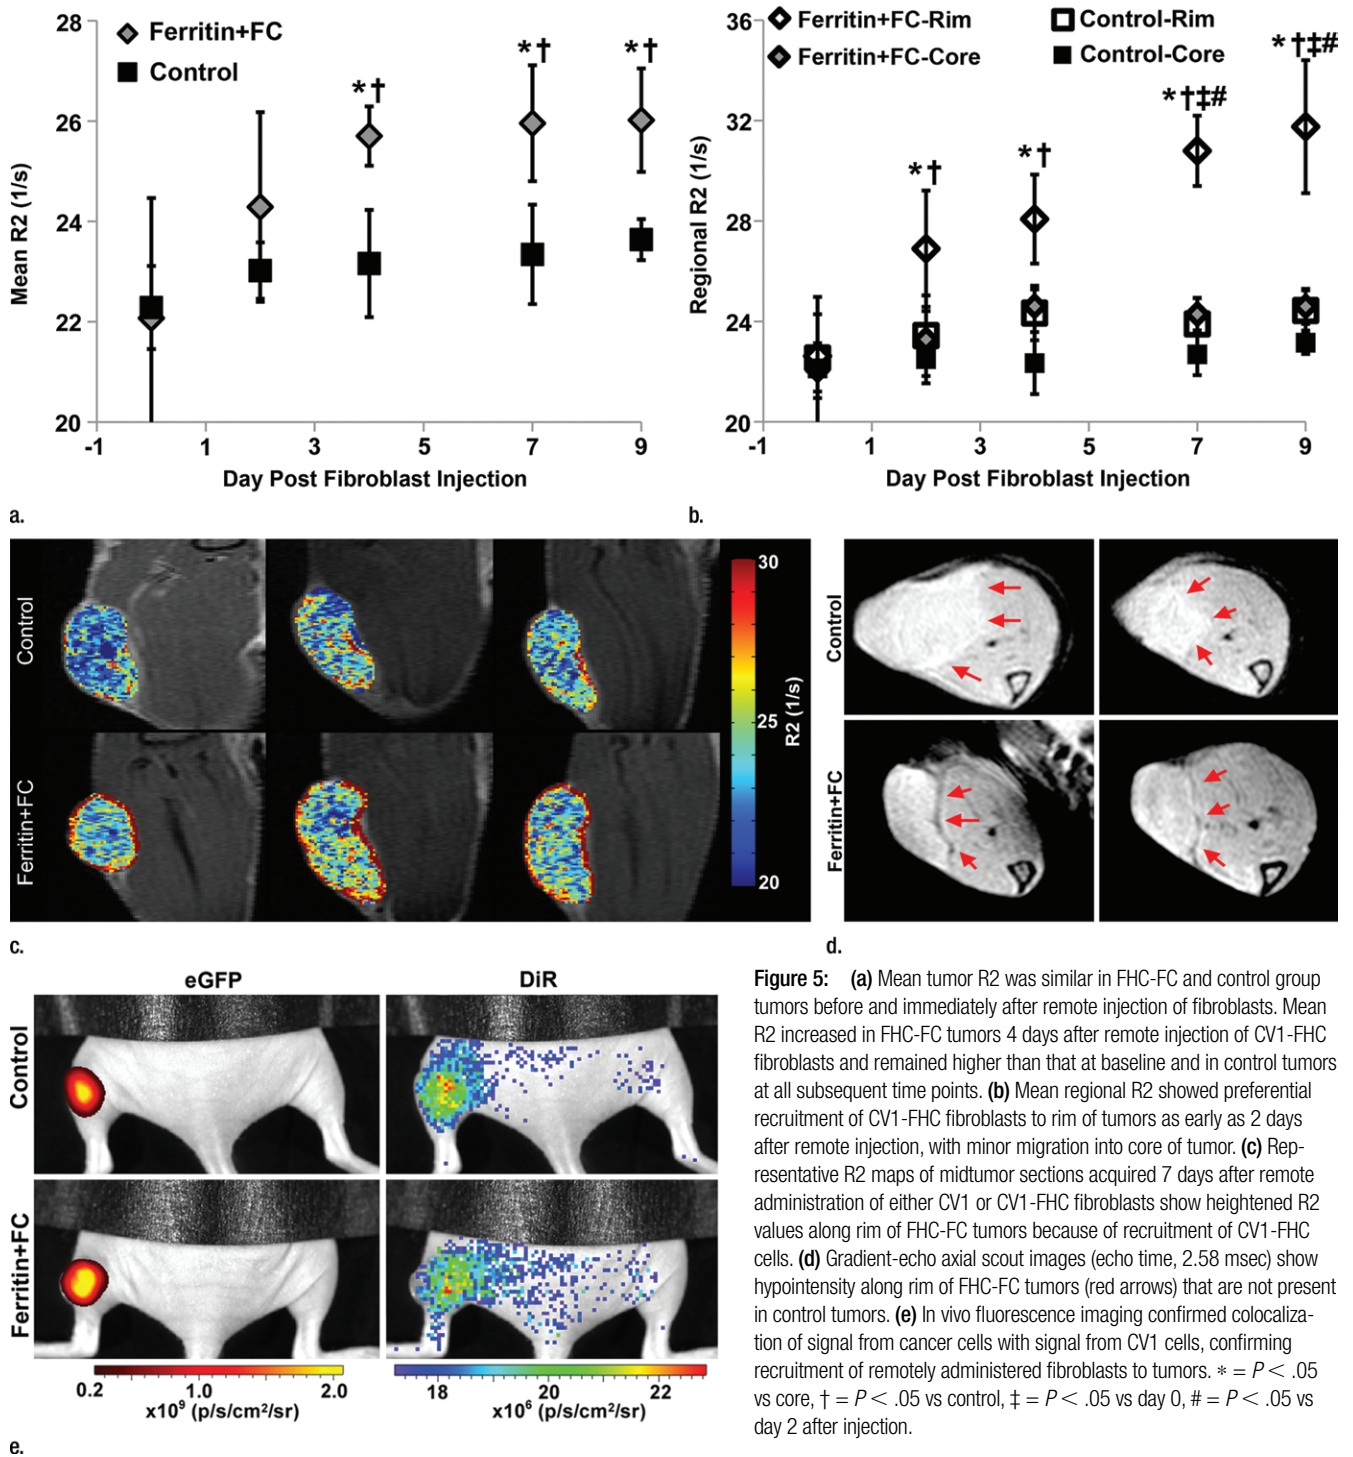 28
26
24
22
20
Mean R2 (1/s)
Ferritin+FC
Control
*†
*†
*†
-1 1 3 5 7 9
Day Post Fibroblast Injection
a.
36
32
28
24
20
Regional R2 (1/s)
Ferritin+FC-Rim
Control-Rim
Ferritin+FC-Core
Control-Core
*†
*†
*†‡#
*†‡#
-1 1 3 5 7 9
Day Post Fibroblast Injection
b.
Control
Ferritin+FC
30
25
20
R2 (1/s)
c.
Control
Ferritin+FC
d.
eGFP
DiR
Control
Ferritin+FC
0.2 1.0 2.0
x10⁹ (p/s/cm²/sr)
18 20 22
x10⁶ (p/s/cm²/sr)
e.
Figure 5: (a) Mean tumor R2 was similar in FHC-FC and control group
tumors before and immediately after remote injection of fibroblasts. Mean
R2 increased in FHC-FC tumors 4 days after remote injection of CV1-FHC
fibroblasts and remained higher than that at baseline and in control tumors
at all subsequent time points. (b) Mean regional R2 showed preferential
recruitment of CV1-FHC fibroblasts to rim of tumors as early as 2 days
after remote injection, with minor migration into core of tumor. (c) Rep-
resentative R2 maps of midtumor sections acquired 7 days after remote
administration of either CV1 or CV1-FHC fibroblasts show heightened R2
values along rim of FHC-FC tumors because of recruitment of CV1-FHC
cells. (d) Gradient-echo axial scout images (echo time, 2.58 msec) show
hypointensity along rim of FHC-FC tumors (red arrows) that are not present
in control tumors. (e) In vivo fluorescence imaging confirmed colocaliza-
tion of signal from cancer cells with signal from CV1 cells, confirming
recruitment of remotely administered fibroblasts to tumors. * = P < .05
vs core, † = P < .05 vs control, ‡ = P < .05 vs day 0, # = P < .05 vs
day 2 after injection.